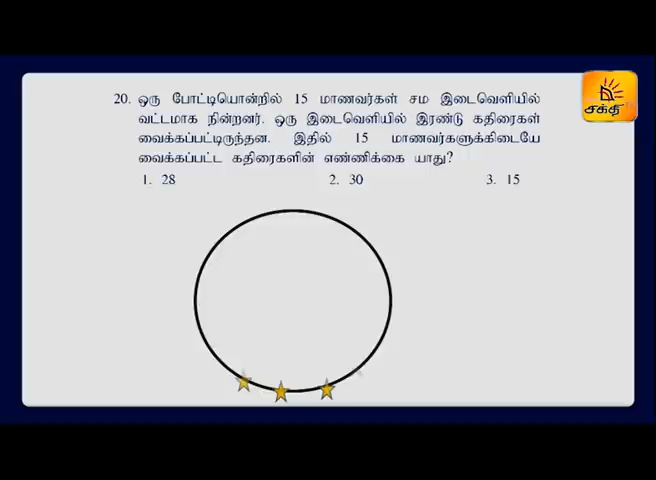 20. ஒரு போட்டியொன்றில் 15 மாணவர்கள் சம இடைவெளியில்
வட்டமாக நின்றனர். ஒரு இடைவெளியில் இரண்டு கதிரைகள்
வைக்கப்பட்டிருந்தன. இதில் 15 மாணவர்களுக்கிடையே
வைக்கப்பட்ட கதிரைகளின் எண்ணிக்கை யாது?
1. 28 2. 30 3. 15
சக்தி